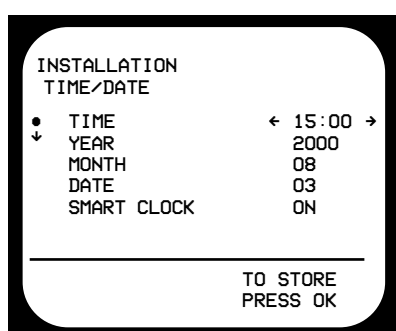 INSTALLATION
TIME/DATE
● TIME ← 15:00 →
↓ YEAR 2000
MONTH 08
DATE 03
SMART CLOCK ON
TO STORE
PRESS OK